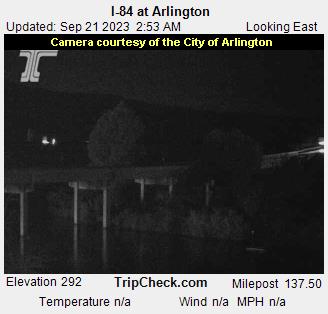 I-84 at Arlington
Updated: Sep 21 2023 2:53 AM Looking East
Camera courtesy of the City of Arlington
Elevation 292 TripCheck.com Milepost 137.50
Temperature n/a Wind n/a MPH n/a